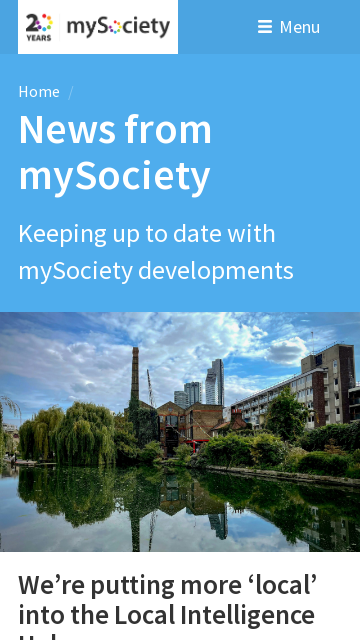 20 YEARS mySociety
Menu
Home /
News from
mySociety
Keeping up to date with
mySociety developments
We’re putting more ‘local’
into the Local Intelligence